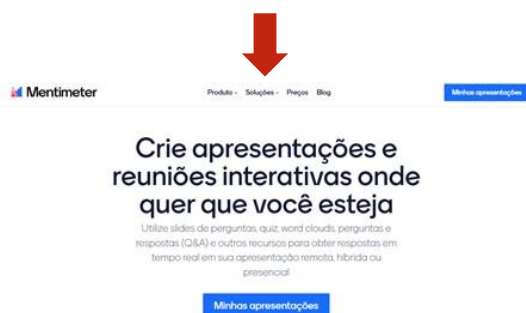 Mentimeter
Produto Soluções Preços Blog
Minhas apresentações
Crie apresentações e
reuniões interativas onde
quer que você esteja
Utilize slides de perguntas, quiz, word clouds, perguntas e
respostas (Q&A) e outros recursos para obter respostas em
tempo real em sua apresentação remota, híbrida ou
presencial
Minhas apresentações